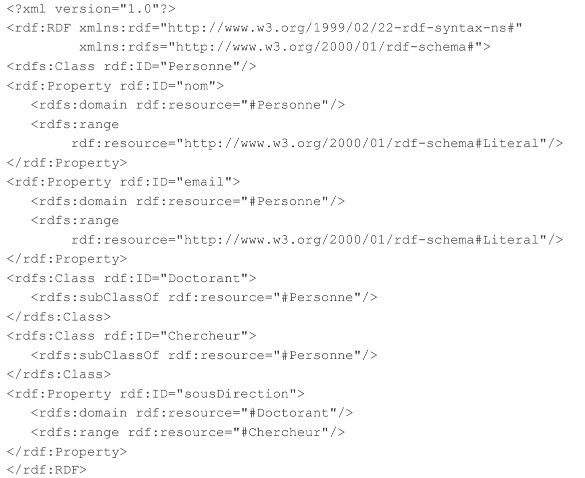 <?xml version="1.0"?>
<rdf:RDF xmlns:rdf="http://www.w3.org/1999/02/22-rdf-syntax-ns#"
         xmlns:rdfs="http://www.w3.org/2000/01/rdf-schema#">
<rdfs:Class rdf:ID="Personne"/>
<rdf:Property rdf:ID="nom">
   <rdfs:domain rdf:resource="#Personne"/>
   <rdfs:range
        rdf:resource="http://www.w3.org/2000/01/rdf-schema#Literal"/>
</rdf:Property>
<rdf:Property rdf:ID="email">
   <rdfs:domain rdf:resource="#Personne"/>
   <rdfs:range
        rdf:resource="http://www.w3.org/2000/01/rdf-schema#Literal"/>
</rdf:Property>
<rdfs:Class rdf:ID="Doctorant">
   <rdfs:subClassOf rdf:resource="#Personne"/>
</rdfs:Class>
<rdfs:Class rdf:ID="Chercheur">
   <rdfs:subClassOf rdf:resource="#Personne"/>
</rdfs:Class>
<rdf:Property rdf:ID="sousDirection">
   <rdfs:domain rdf:resource="#Doctorant"/>
   <rdfs:range rdf:resource="#Chercheur"/>
</rdf:Property>
</rdf:RDF>